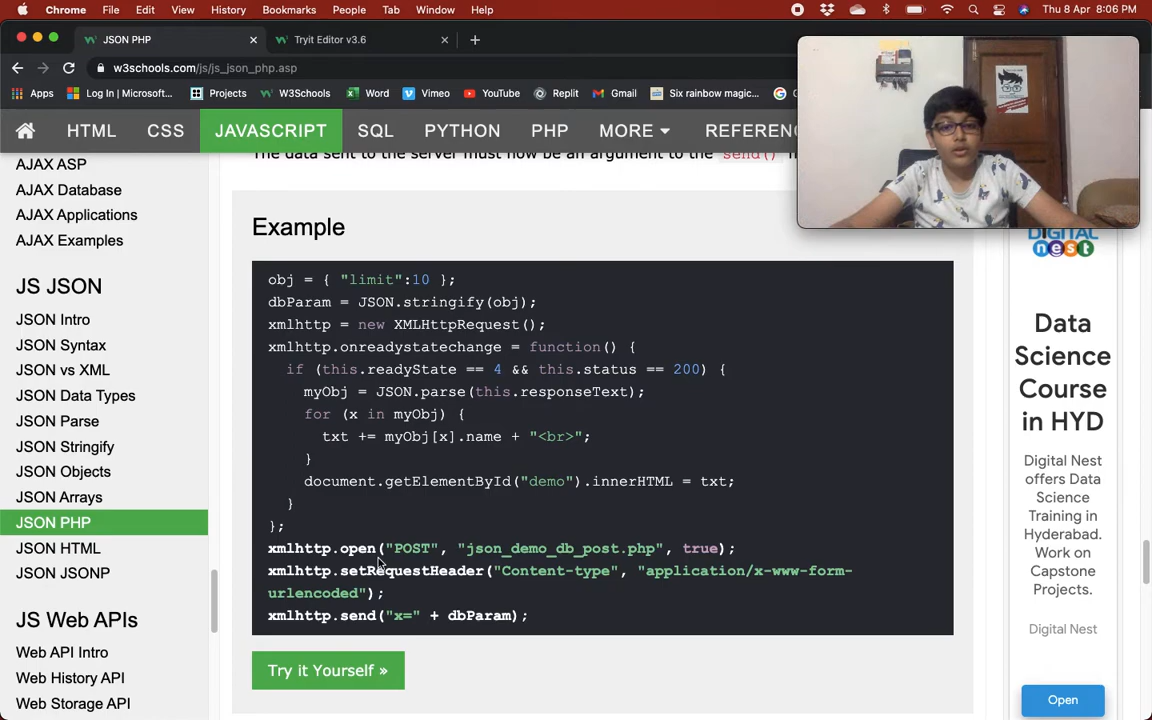 Chrome File Edit View History Bookmarks People Tab Window Help Thu 8 Apr 8:06 PM
JSON PHP Tryit Editor v3.6
w3schools.com/js/js_json_php.asp
Apps Log In | Microsoft... Projects W3Schools Word Vimeo YouTube Replit Gmail Six rainbow magic...
HTML CSS JAVASCRIPT SQL PYTHON PHP MORE REFERENC
AJAX ASP
AJAX Database
AJAX Applications
AJAX Examples
JS JSON
JSON Intro
JSON Syntax
JSON vs XML
JSON Data Types
JSON Parse
JSON Stringify
JSON Objects
JSON Arrays
JSON PHP
JSON HTML
JSON JSONP
JS Web APIs
Web API Intro
Web History API
Web Storage API
The data sent to the server must now be an argument to the send()
Example
obj = { "limit":10 };
dbParam = JSON.stringify(obj);
xmlhttp = new XMLHttpRequest();
xmlhttp.onreadystatechange = function() {
if (this.readyState == 4 && this.status == 200) {
myObj = JSON.parse(this.responseText);
for (x in myObj) {
txt += myObj[x].name + "<br>";
}
document.getElementById("demo").innerHTML = txt;
}
};
xmlhttp.open("POST", "json_demo_db_post.php", true);
xmlhttp.setRequestHeader("Content-type", "application/x-www-form-
urlencoded");
xmlhttp.send("x=" + dbParam);
Try it Yourself »
DIGITAL
nest
Data
Science
Course
in HYD
Digital Nest
offers Data
Science
Training in
Hyderabad.
Work on
Capstone
Projects.
Digital Nest
Open